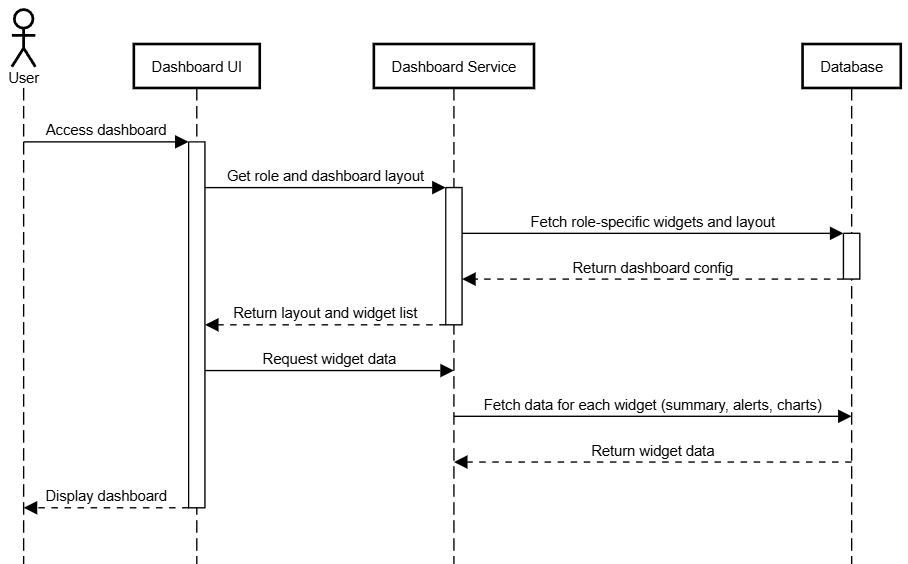 User
Dashboard UI
Dashboard Service
Database
Access dashboard
Get role and dashboard layout
Fetch role-specific widgets and layout
Return dashboard config
Return layout and widget list
Request widget data
Fetch data for each widget (summary, alerts, charts)
Return widget data
Display dashboard